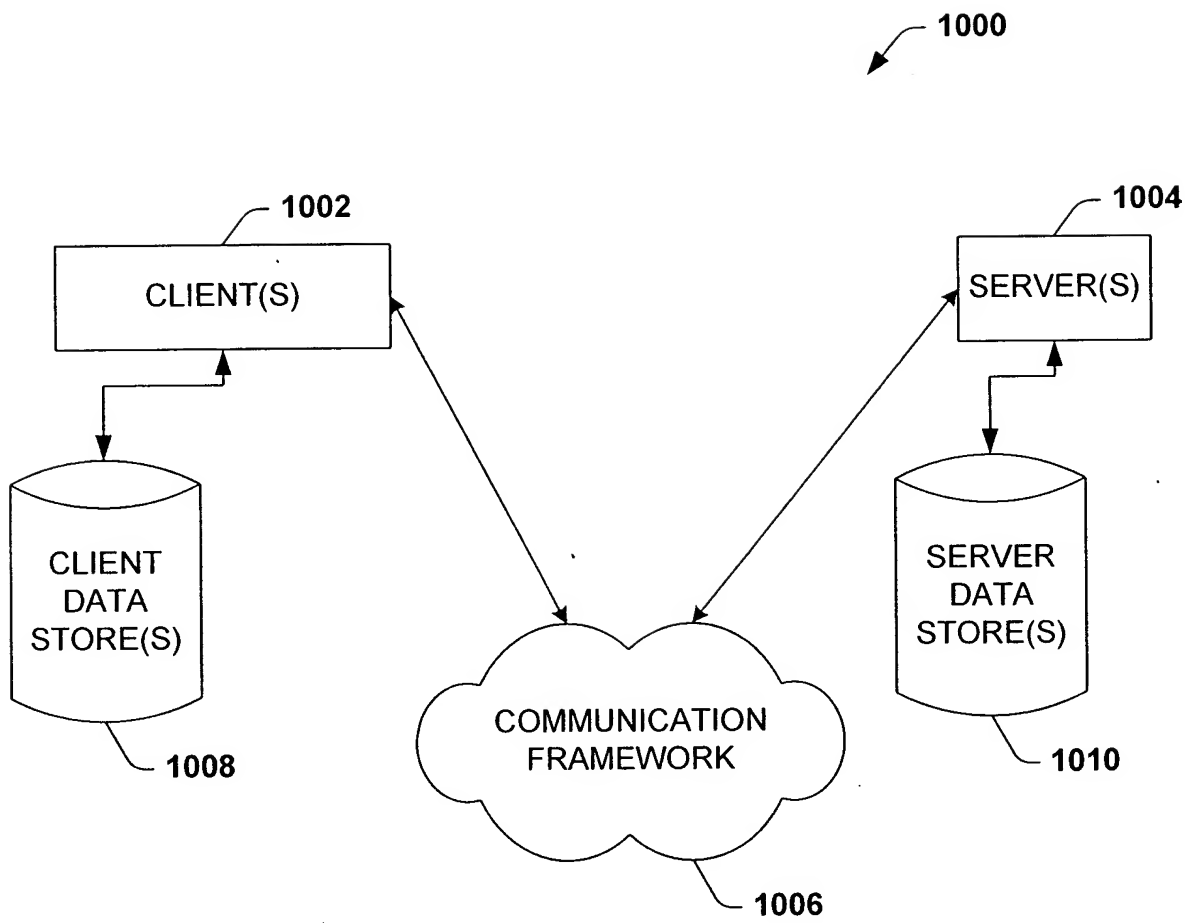 1000
1002
1004
CLIENT(S)
SERVER(S)
CLIENT
DATA
STORE(S)
SERVER
DATA
STORE(S)
COMMUNICATION
FRAMEWORK
1008
1010
1006